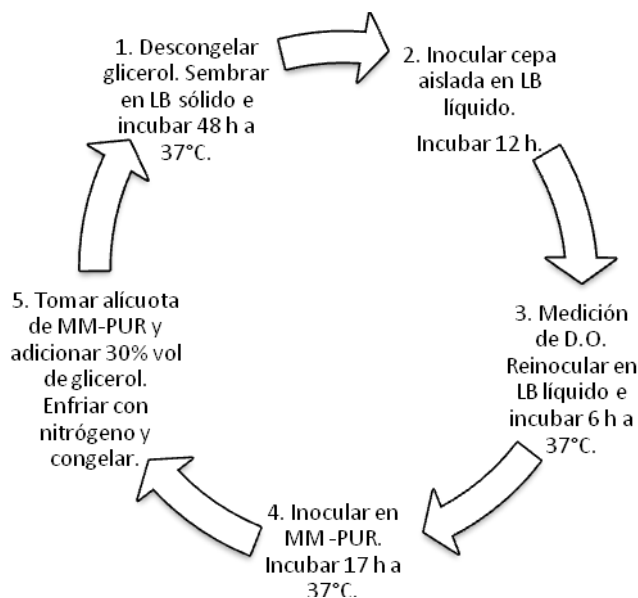 1. Descongelar
glicerol. Sembrar
en LB sólido e
incubar 48 h a
37°C.
2. Inocular cepa
aislada en LB
líquido.
Incubar 12 h.
3. Medición
de D.O.
Reinocular en
LB líquido e
incubar 6 h a
37°C.
4. Inocular en
MM -PUR.
Incubar 17 h a
37°C.
5. Tomar alícuota
de MM-PUR y
adicionar 30% vol
de glicerol.
Enfriar con
nitrógeno y
congelar.